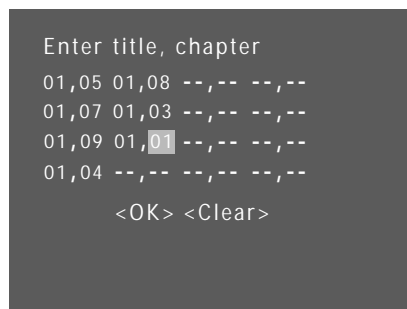 Enter title, chapter
01,05 01,08 --,-- --,--
01,07 01,03 --,-- --,--
01,09 01,01 --,-- --,--
01,04 --,-- --,-- --,--
<OK> <Clear>